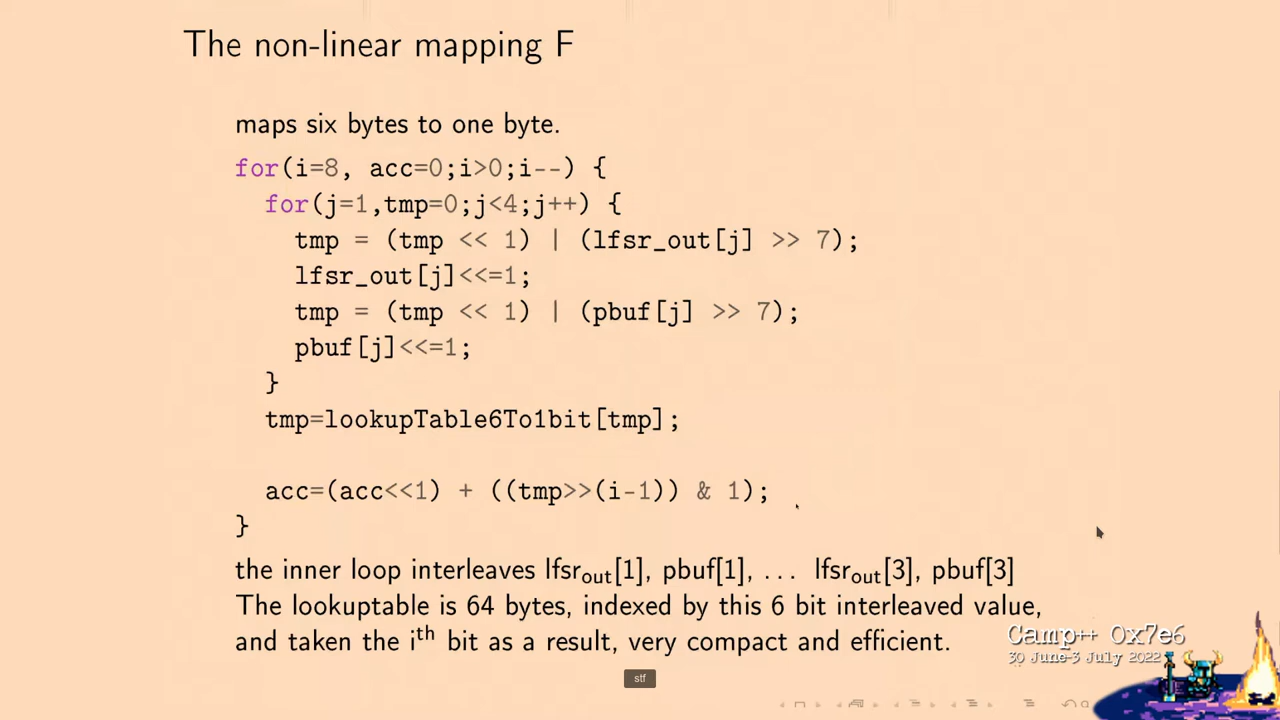 The non-linear mapping F
maps six bytes to one byte.
for(i=8, acc=0;i>0;i--) {
for(j=1,tmp=0;j<4;j++) {
tmp = (tmp << 1) | (lfsr_out[j] >> 7);
lfsr_out[j]<<=1;
tmp = (tmp << 1) | (pbuf[j] >> 7);
pbuf[j]<<=1;
}
tmp=lookupTable6To1bit[tmp];
acc=(acc<<1) + ((tmp>>(i-1)) & 1);
}
the inner loop interleaves lfsrout[1], pbuf[1], ... lfsrout[3], pbuf[3]
The lookuptable is 64 bytes, indexed by this 6 bit interleaved value,
and taken the ith bit as a result, very compact and efficient.
Camp++ 0x7e6
30 June-3 July 2022
stf